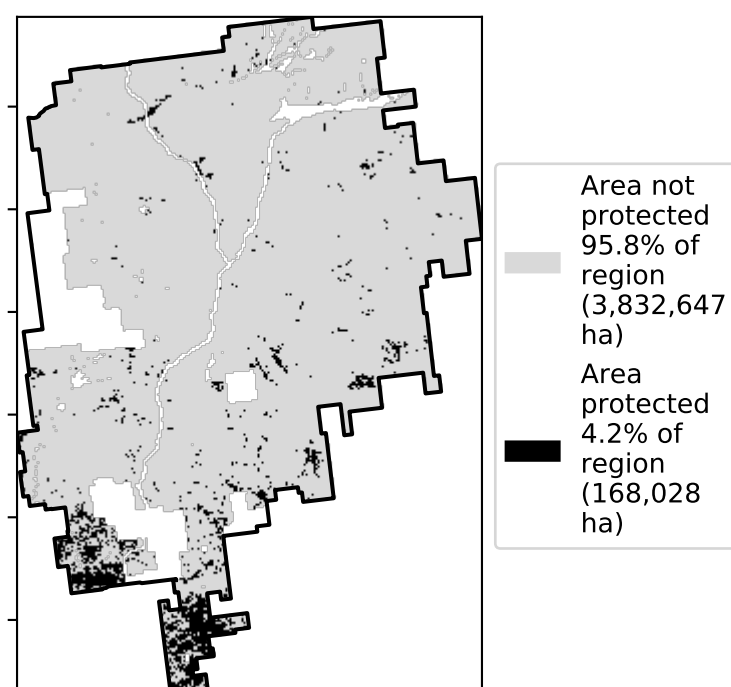 Area not
protected
95.8% of
region
(3,832,647
ha)
Area
protected
4.2% of
region
(168,028
ha)